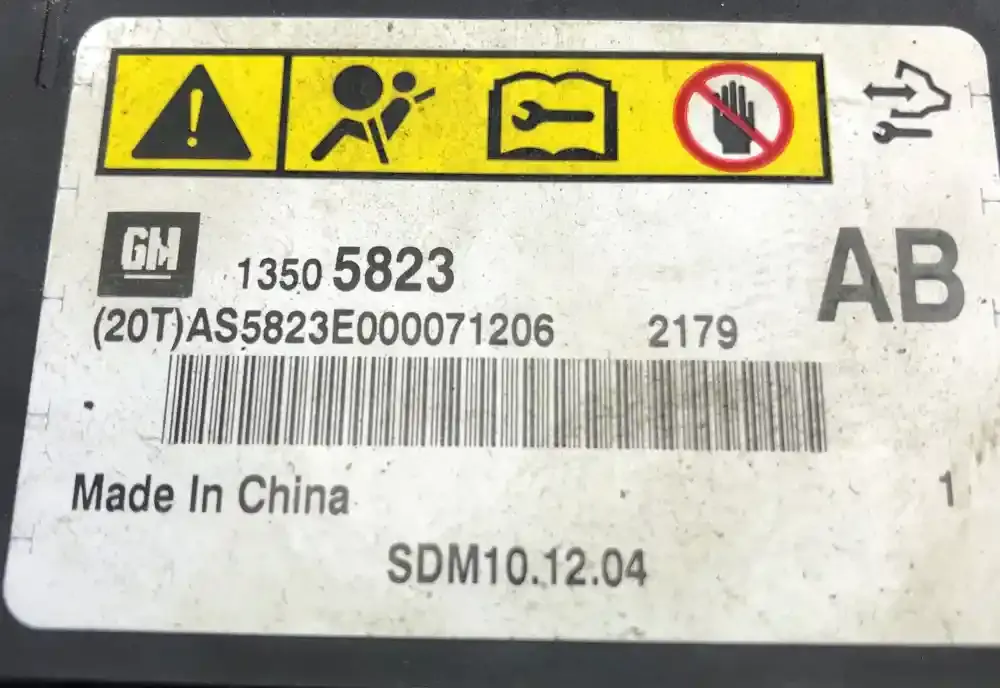 GM
1350 5823
AB
(20T)AS5823E000071206 2179
Made In China
1
SDM10.12.04